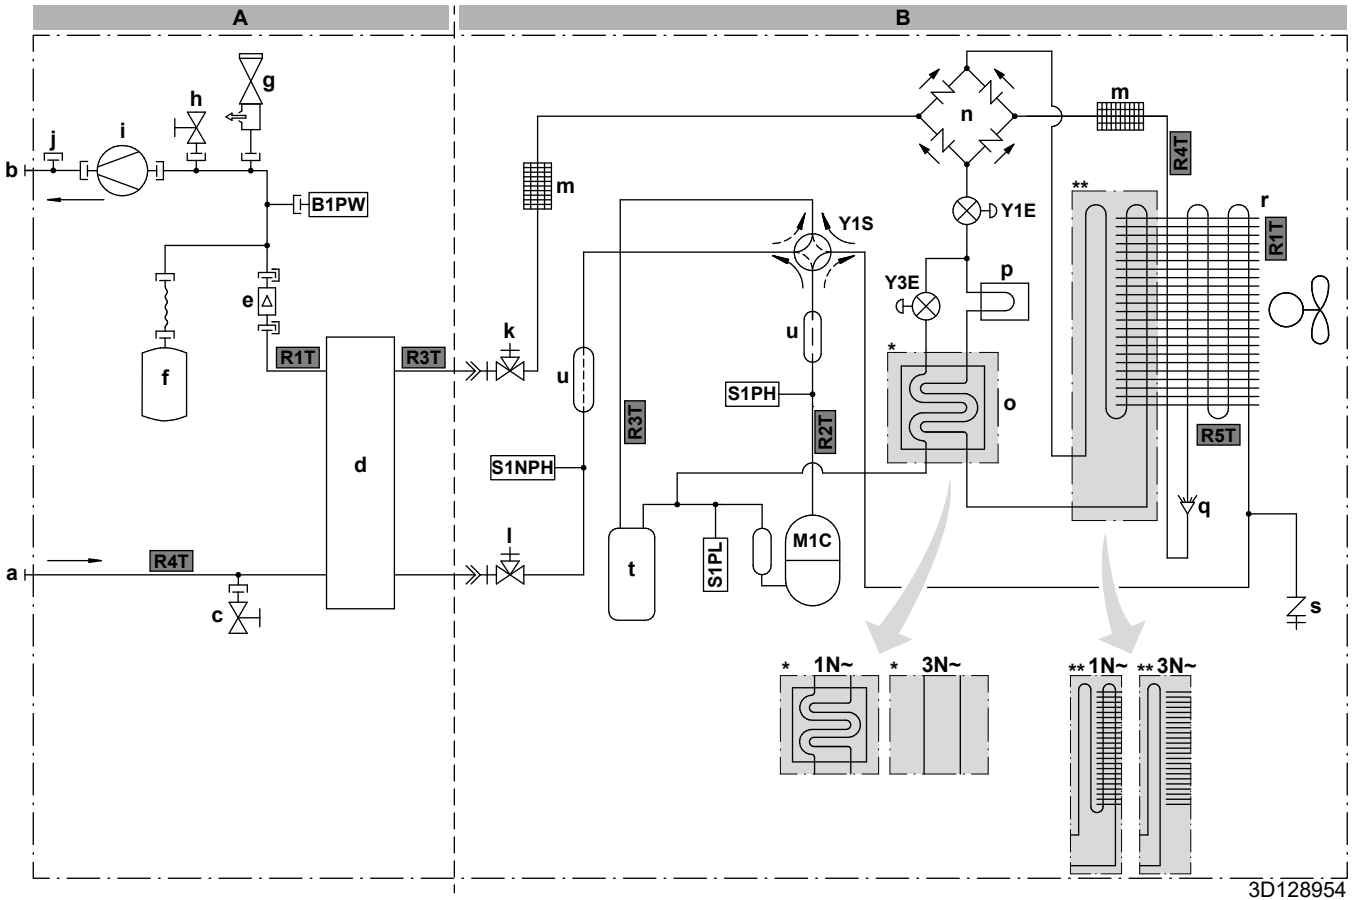 A B
g
h
j i
m
b
n
m
R4T
**
r
B1PW
Y1S
Y1E
R1T
e
Y3E
p
k
u
*
R1T
R3T
f
u
S1PH
o
R3T
R2T
R5T
d
S1NPH
q
l
M1C
R4T
a
t
S1PL
c
s
* 1N~ * 3N~
** 1N~ ** 3N~
3D128954